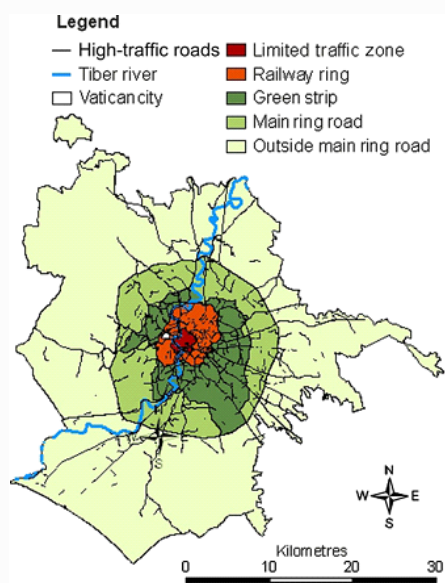 Legend
High-traffic roads
Tiber river
Vaticancity
Limited traffic zone
Railway ring
Green strip
Main ring road
Outside main ring road
N
W E
S
Kilometres
0 10 20 30